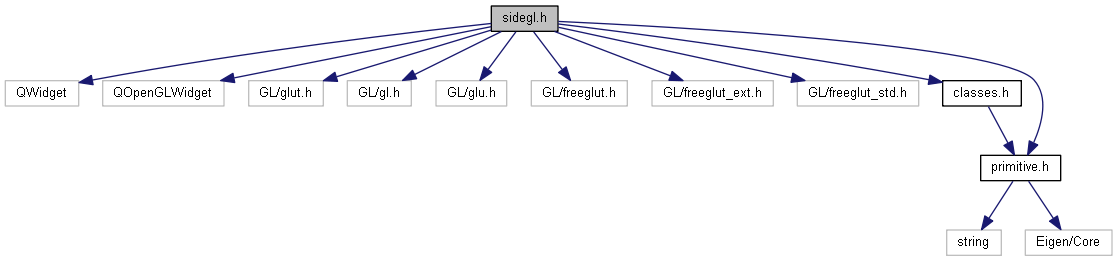 sidegl.h
QWidget
QOpenGLWidget
GL/glut.h
GL/gl.h
GL/glu.h
GL/freeglut.h
GL/freeglut_ext.h
GL/freeglut_std.h
classes.h
primitive.h
string
Eigen/Core